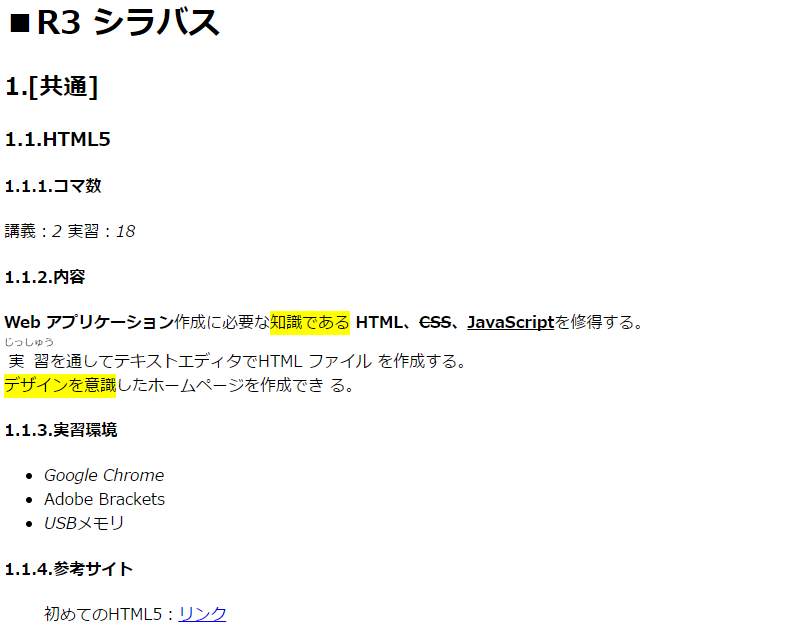 ■R3 シラバス
1.[共通]
1.1.HTML5
1.1.1.コマ数
講義：2 実習：18
1.1.2.内容
Web アプリケーション作成に必要な知識である HTML、CSS、JavaScriptを修得する。
じっしゅう
実習を通してテキストエディタでHTML ファイル を作成する。
デザインを意識したホームページを作成でき る。
1.1.3.実習環境
• Google Chrome
• Adobe Brackets
• USBメモリ
1.1.4.参考サイト
初めてのHTML5：リンク